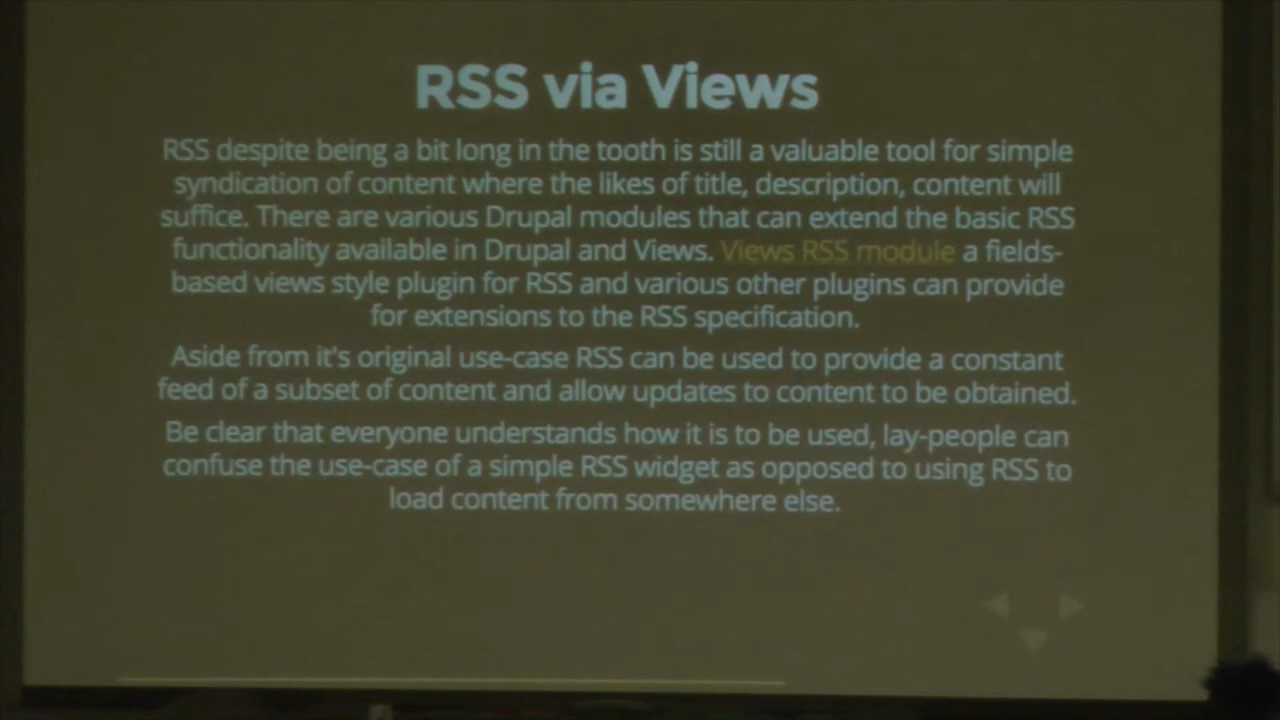 RSS via Views
RSS despite being a bit long in the tooth is still a valuable tool for simple
syndication of content where the likes of title, description, content will
suffice. There are various Drupal modules that can extend the basic RSS
functionality available in Drupal and Views. Views RSS module a fields-
based views style plugin for RSS and various other plugins can provide
for extensions to the RSS specification.
Aside from it's original use-case RSS can be used to provide a constant
feed of a subset of content and allow updates to content to be obtained.
Be clear that everyone understands how it is to be used, lay-people can
confuse the use-case of a simple RSS widget as opposed to using RSS to
load content from somewhere else.